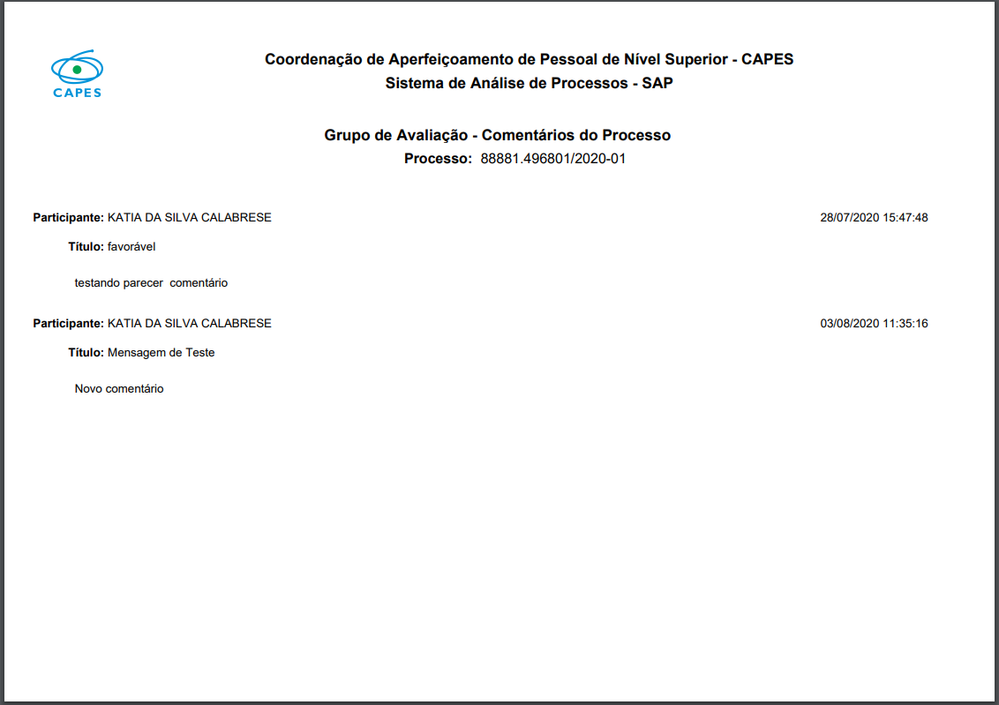 CAPES
Coordenação de Aperfeiçoamento de Pessoal de Nível Superior - CAPES
Sistema de Análise de Processos - SAP
Grupo de Avaliação - Comentários do Processo
Processo: 88881.496801/2020-01
Participante: KATIA DA SILVA CALABRESE 28/07/2020 15:47:48
Título: favorável
testando parecer  comentário
Participante: KATIA DA SILVA CALABRESE 03/08/2020 11:35:16
Título: Mensagem de Teste
Novo comentário